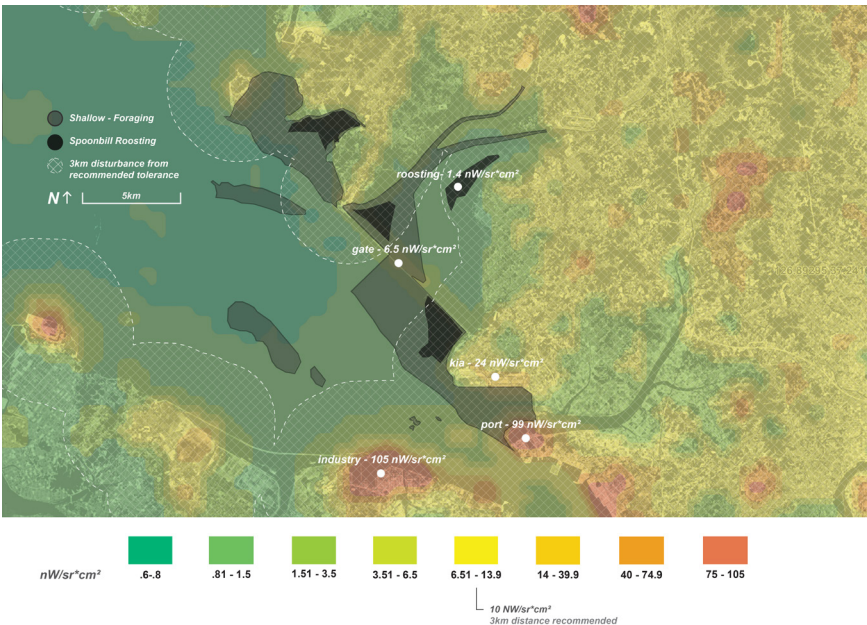 Shallow - Foraging
Spoonbill Roosting
3km disturbance from
recommended tolerance
N ↑
5km
roosting- 1.4 nW/sr*cm²
gate - 6.5 nW/sr*cm²
kia - 24 nW/sr*cm²
port - 99 nW/sr*cm²
industry - 105 nW/sr*cm²
nW/sr*cm²
.6-.8
.81 - 1.5
1.51 - 3.5
3.51 - 6.5
6.51 - 13.9
14 - 39.9
40 - 74.9
75 - 105
10 NW/sr*cm²
3km distance recommended